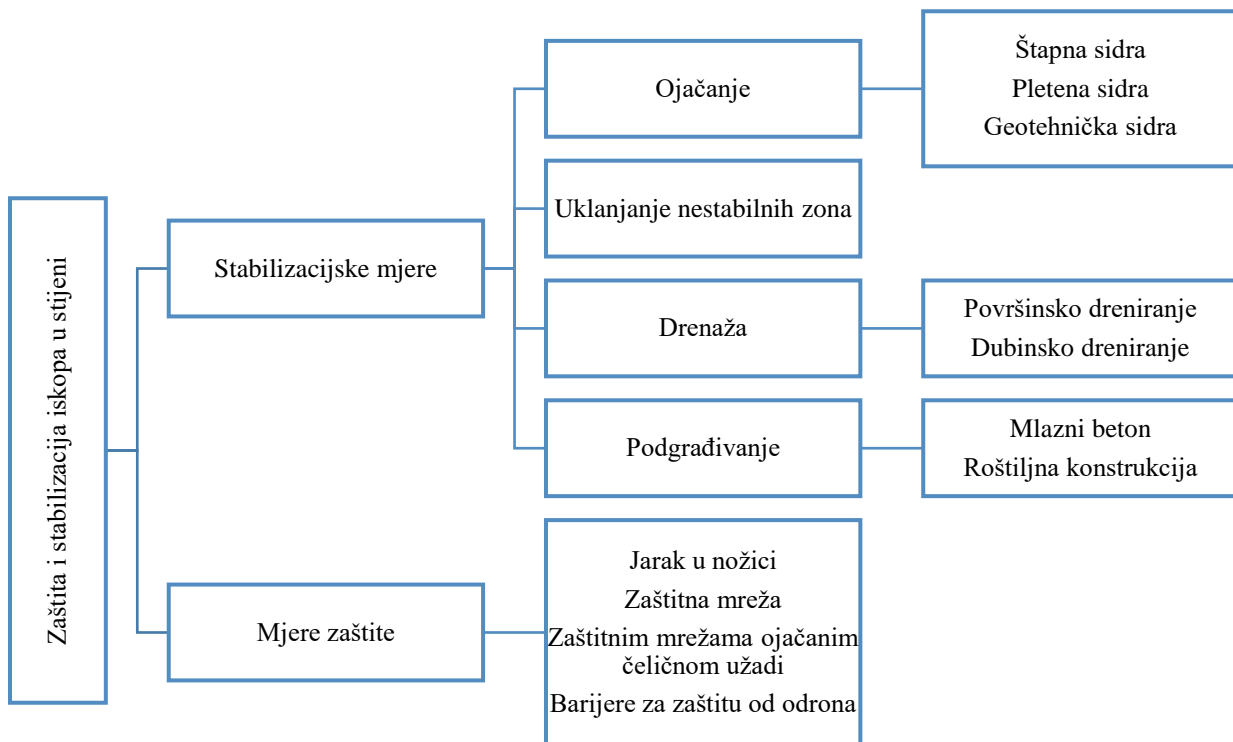 Zaštita i stabilizacija iskopa u stijeni
Stabilizacijske mjere
Ojačanje
Štapna sidra
Pletena sidra
Geotehnička sidra
Uklanjanje nestabilnih zona
Drenaža
Površinsko dreniranje
Dubinsko dreniranje
Podgrađivanje
Mlazni beton
Roštiljna konstrukcija
Mjere zaštite
Jarak u nožici
Zaštitna mreža
Zaštitnim mrežama ojačanim
čeličnom užadi
Barijere za zaštitu od odrona